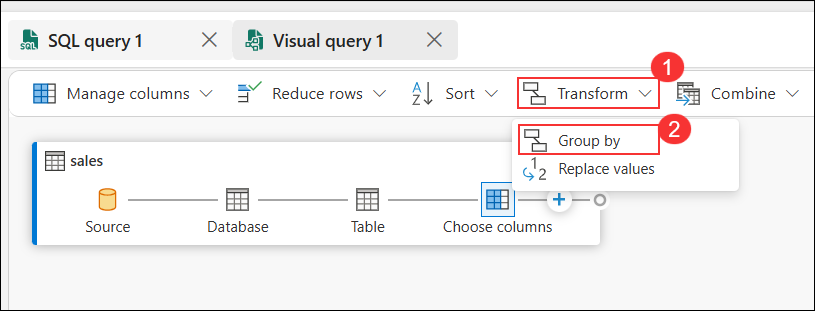 SQL query 1
Visual query 1
Manage columns
Reduce rows
Sort
Transform
Combine
1
Group by
2
Replace values
sales
Source
Database
Table
Choose columns